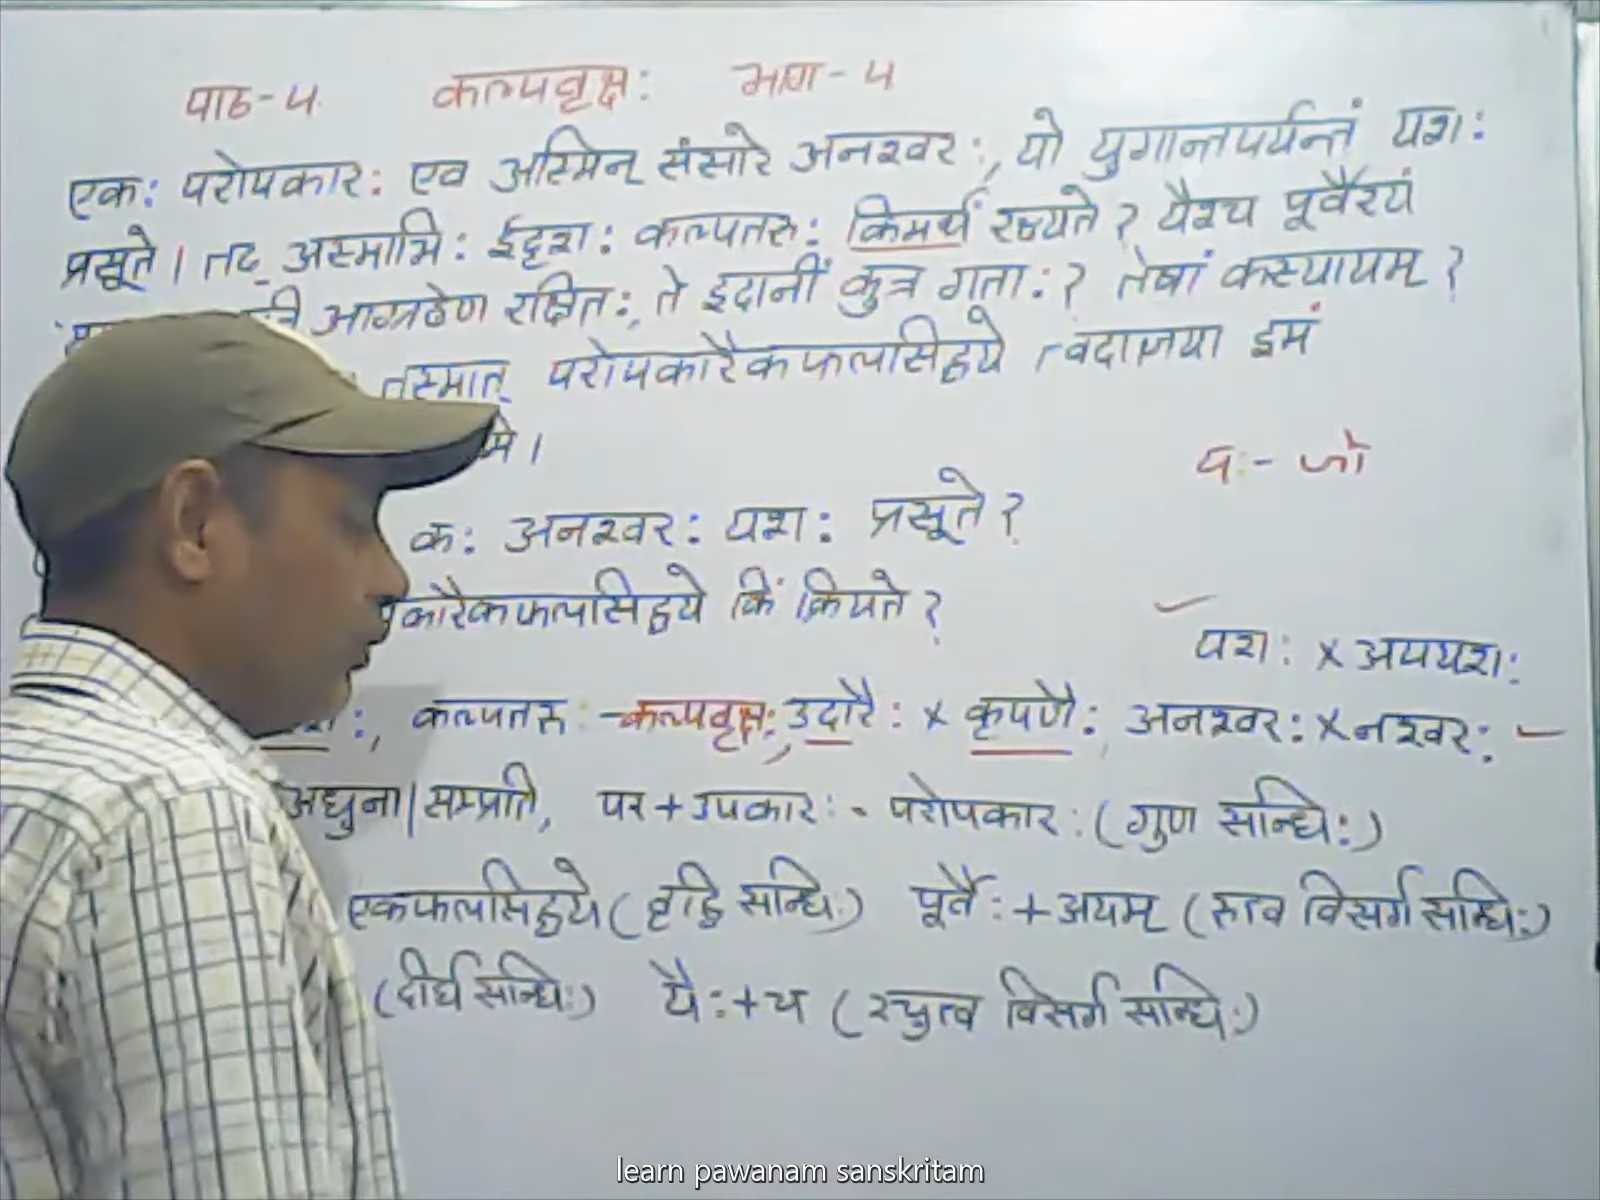 पाठ-५ कल्पवृक्षः भाग-५
एकः परोपकारः एव अस्मिन् संसारे अनश्वरः, यो युगान्तपर्यन्तं यशः
प्रसूते। तद् अस्माभिः ईदृशः कल्पतरुः किमर्थं रक्ष्यते? यैश्च पूर्वैरयं
आग्रहेण रक्षितः, ते इदानीं कुत्र गताः? तेषां कस्यायम्?
तस्मात् परोपकारैकफलसिद्धये त्वदाज्ञया इमं
मे।
यः - जो
कः अनश्वरः यशः प्रसूते?
कारैकफलसिद्धये किं क्रियते?
यशः × अपयशः
कल्पतरुः - कल्पवृक्षः, उदारैः × कृपणैः, अनश्वरः × नश्वरः
अधुना/सम्प्रति, पर + उपकारः - परोपकारः (गुण सन्धिः)
एकफलसिद्धये (वृद्धि सन्धिः) पूर्वैः + अयम् (रुत्व विसर्ग सन्धिः)
(दीर्घ सन्धिः) यैः + च (श्चुत्व विसर्ग सन्धिः)
learn pawanam sanskritam